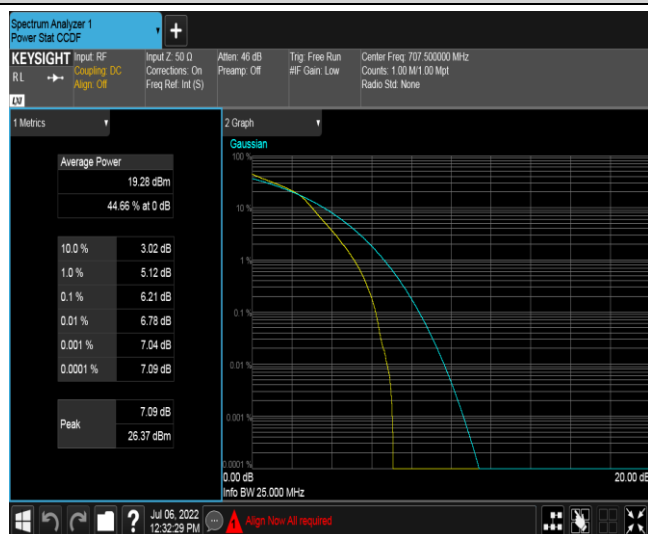 Spectrum Analyzer 1
Power Stat CCDF
KEYSIGHT
RL
LXI
Input: RF
Coupling: DC
Align: Off
Input Z: 50 Ω
Corrections: On
Freq Ref: Int (S)
Atten: 46 dB
Preamp: Off
Trig: Free Run
#IF Gain: Low
Center Freq: 707.500000 MHz
Counts: 1.00 M/1.00 Mpt
Radio Std: None
1 Metrics
Average Power
19.28 dBm
44.66 % at 0 dB
10.0 % 3.02 dB
1.0 % 5.12 dB
0.1 % 6.21 dB
0.01 % 6.78 dB
0.001 % 7.04 dB
0.0001 % 7.09 dB
Peak
7.09 dB
26.37 dBm
2 Graph
Gaussian
100 %
10 %
1 %
0.1 %
0.01 %
0.001 %
0.0001 %
0.00 dB 20.00 dB
Info BW 25.000 MHz
?
Jul 06, 2022
12:32:29 PM
Align Now All required